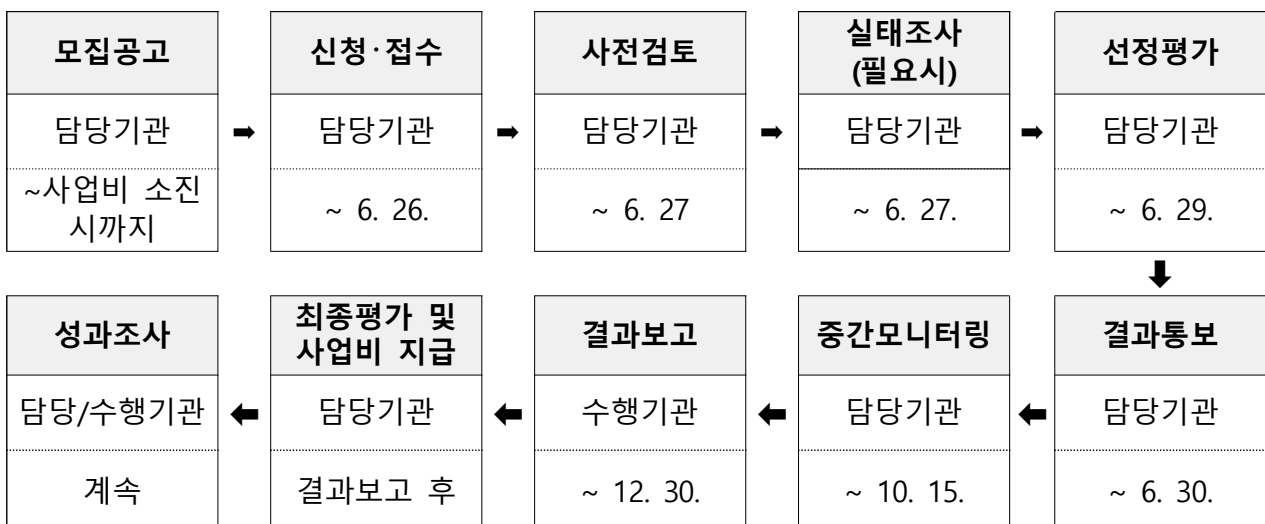 모집공고
담당기관
~사업비 소진
시까지
➡
신청·접수
담당기관
~ 6. 26.
➡
사전검토
담당기관
~ 6. 27
➡
실태조사
(필요시)
담당기관
~ 6. 27.
➡
선정평가
담당기관
~ 6. 29.
⬇
결과통보
담당기관
~ 6. 30.
⬅
중간모니터링
담당기관
~ 10. 15.
⬅
결과보고
수행기관
~ 12. 30.
⬅
최종평가 및
사업비 지급
담당기관
결과보고 후
⬅
성과조사
담당/수행기관
계속